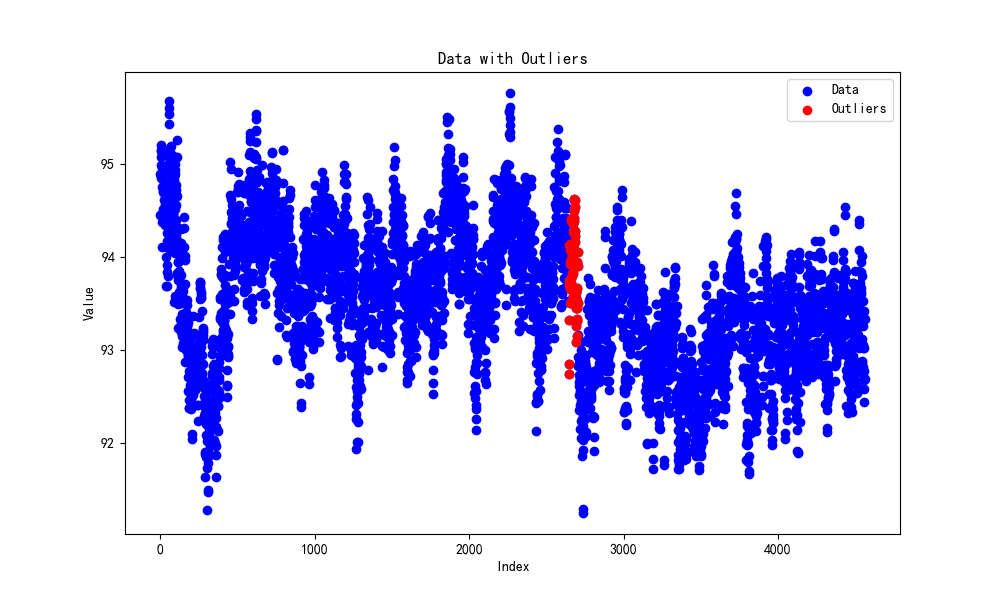 Data with Outliers
Data
Outliers
95
94
93
92
Value
0 1000 2000 3000 4000
Index